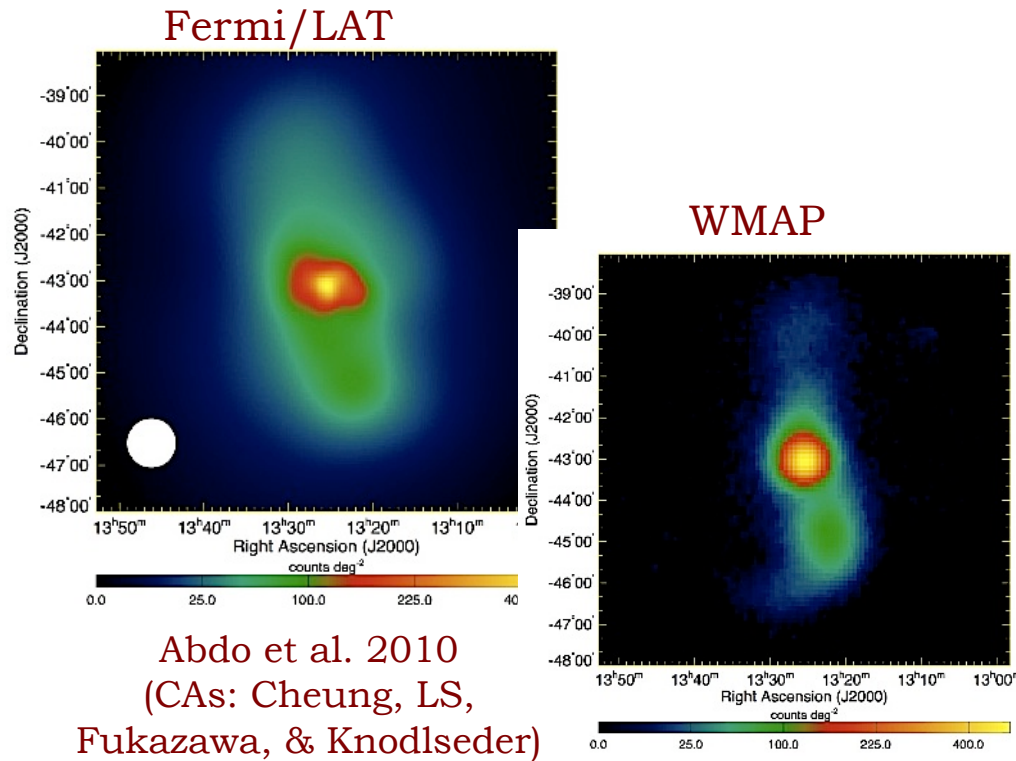 Fermi/LAT
-39°00'
-40°00'
-41°00'
-42°00'
-43°00'
-44°00'
-45°00'
-46°00'
-47°00'
-48°00'
Declination (J2000)
13ʰ50ᵐ 13ʰ40ᵐ 13ʰ30ᵐ 13ʰ20ᵐ 13ʰ10ᵐ
Right Ascension (J2000)
counts deg⁻²
0.0 25.0 100.0 225.0 40
Abdo et al. 2010
(CAs: Cheung, LS,
Fukazawa, & Knodlseder)
WMAP
-39°00'
-40°00'
-41°00'
-42°00'
-43°00'
-44°00'
-45°00'
-46°00'
-47°00'
-48°00'
Declination (J2000)
13ʰ50ᵐ 13ʰ40ᵐ 13ʰ30ᵐ 13ʰ20ᵐ 13ʰ10ᵐ 13ʰ00ᵐ
Right Ascension (J2000)
counts deg⁻²
0.0 25.0 100.0 225.0 400.0